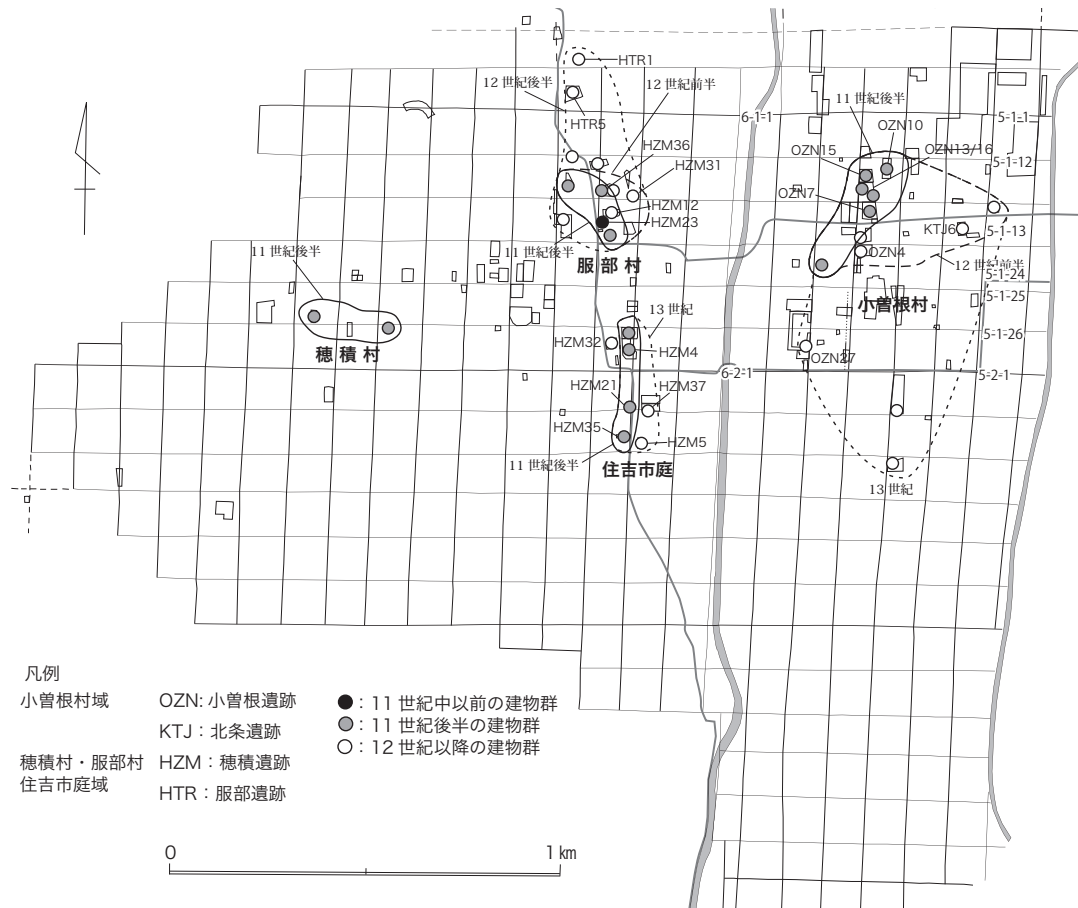 HTR1
12 世紀後半
12 世紀前半
HTR5
HZM36
HZM31
HZM12
HZM23
11 世紀後半
服 部 村
11 世紀後半
穂 積 村
13 世紀
HZM32
HZM4
HZM21
HZM37
HZM35
HZM5
11 世紀後半
住吉市庭
6-1-1
11 世紀後半
OZN10
OZN15
OZN13/16
OZN7
KTJ6
OZN4
12 世紀前半
小曽根村
OZN27
13 世紀
5-1-1
5-1-12
5-1-13
5-1-24
5-1-25
5-1-26
6-2-1
5-2-1
凡例
小曽根村域 OZN: 小曽根遺跡
KTJ：北条遺跡
穂積村・服部村 HZM：穂積遺跡
住吉市庭域
HTR：服部遺跡
：11 世紀中以前の建物群
：11 世紀後半の建物群
：12 世紀以降の建物群
0 1 km